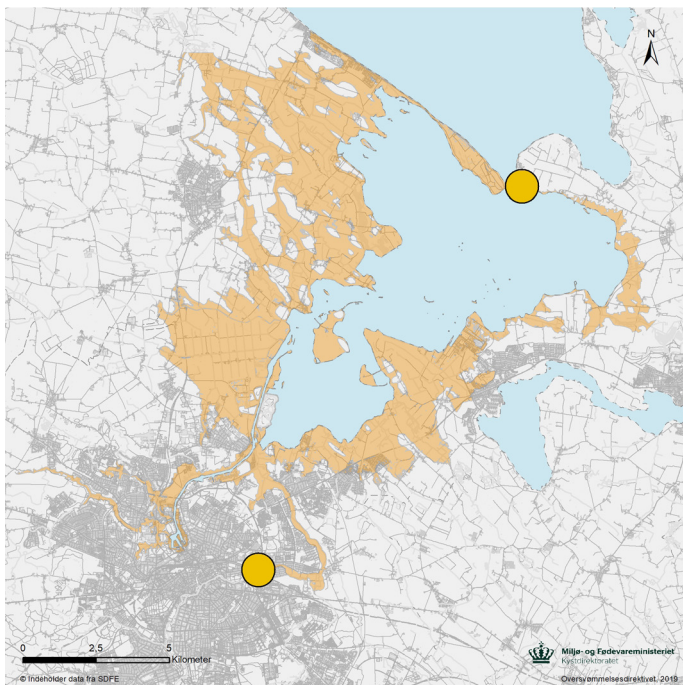 N
0 2.5 5
Kilometer
© Indeholder data fra SDFE
Miljø- og Fødevareministeriet
Kystdirektoratet
Oversvømmelsesdirektivet, 2019